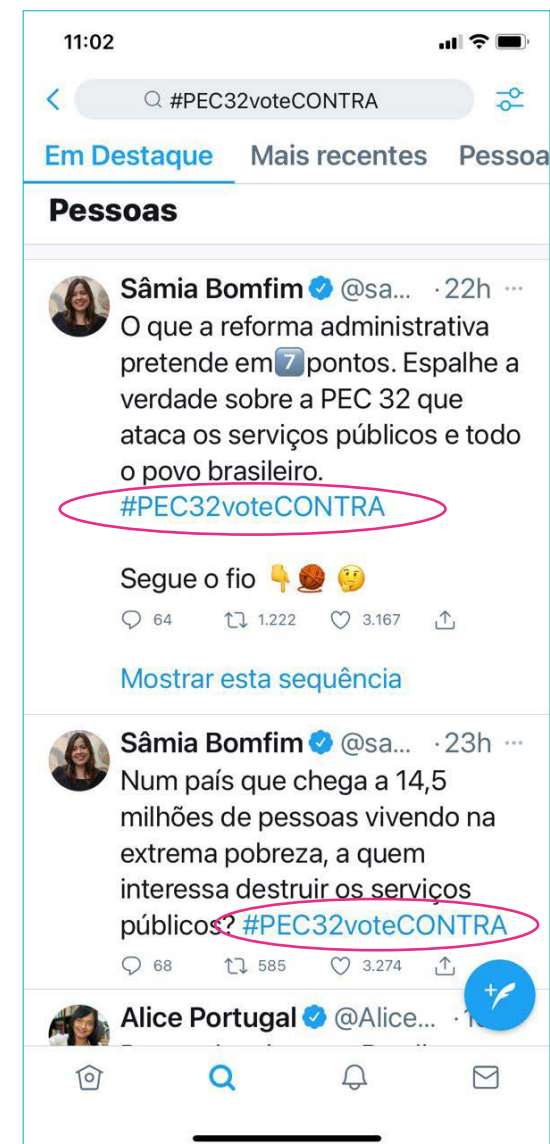 11:02
#PEC32voteCONTRA
Em Destaque Mais recentes Pessoa
Pessoas
Sâmia Bomfim @sa... · 22h ...
O que a reforma administrativa
pretende em 7 pontos. Espalhe a
verdade sobre a PEC 32 que
ataca os serviços públicos e todo
o povo brasileiro.
#PEC32voteCONTRA
Segue o fio 👇🧶🤔
64 1.222 3.167
Mostrar esta sequência
Sâmia Bomfim @sa... · 23h ...
Num país que chega a 14,5
milhões de pessoas vivendo na
extrema pobreza, a quem
interessa destruir os serviços
públicos? #PEC32voteCONTRA
68 585 3.274
Alice Portugal @Alice... ·